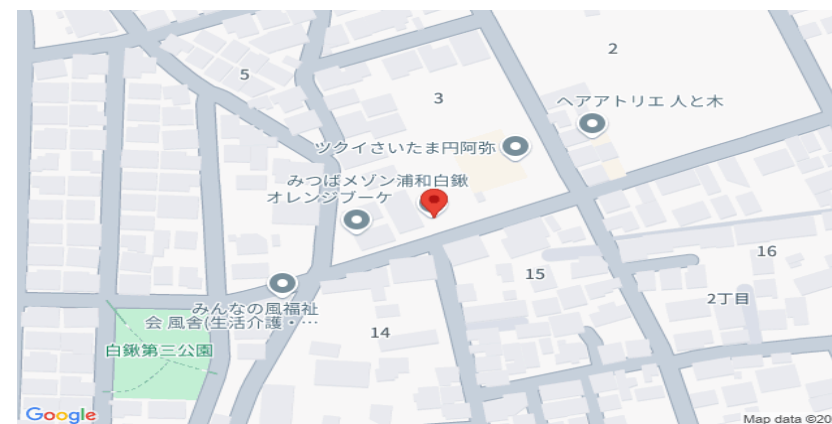 2
5
3
ヘアアトリエ 人と木
ツクイさいたま円阿弥
みつばメゾン浦和白鍬
オレンジブーケ
16
15
2丁目
みんなの風福祉
会 風舎(生活介護・…
14
白鍬第三公園
Google
Map data ©20